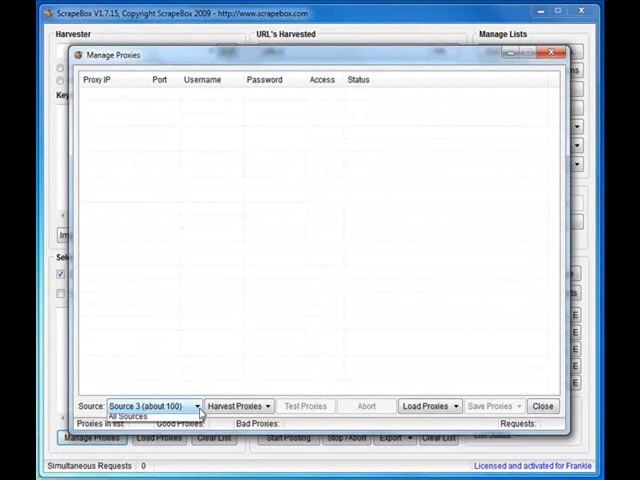 ScrapeBox V1.7.15, Copyright ScrapeBox 2009 - http://www.scrapebox.com
Harvester
URL's Harvested
Manage Lists
Manage Proxies
Proxy IP Port Username Password Access Status
Source: Source 3 (about 100) Harvest Proxies Test Proxies Abort Load Proxies Save Proxies Close
All Sources
Proxies in list: Good Proxies: Bad Proxies: Requests:
Manage Proxies Load Proxies Clear List Start Posting Stop / Abort Export Clear List List Status:
Simultaneous Requests 0 Licensed and activated for Frankie